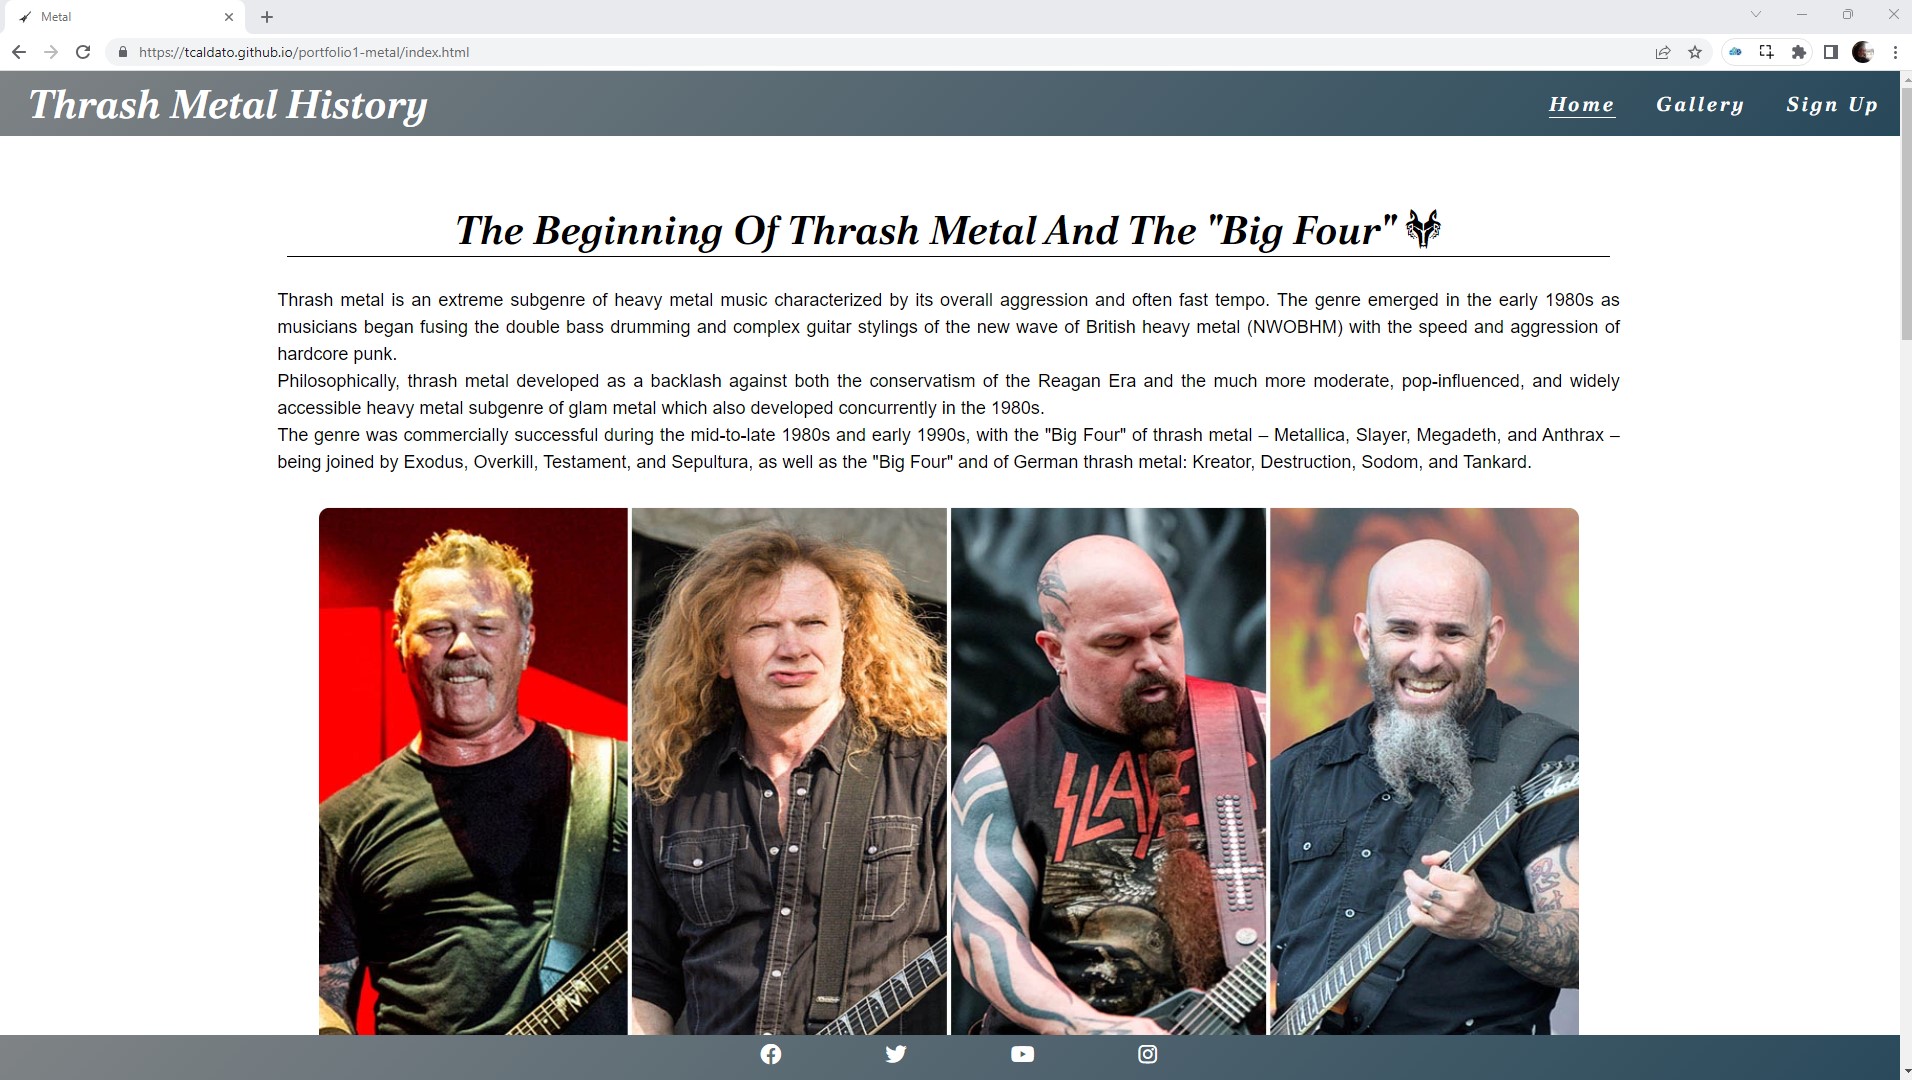 Metal
https://tcaldato.github.io/portfolio1-metal/index.html
Thrash Metal History
Home
Gallery
Sign Up
The Beginning Of Thrash Metal And The "Big Four"
Thrash metal is an extreme subgenre of heavy metal music characterized by its overall aggression and often fast tempo. The genre emerged in the early 1980s as
musicians began fusing the double bass drumming and complex guitar stylings of the new wave of British heavy metal (NWOBHM) with the speed and aggression of
hardcore punk.
Philosophically, thrash metal developed as a backlash against both the conservatism of the Reagan Era and the much more moderate, pop-influenced, and widely
accessible heavy metal subgenre of glam metal which also developed concurrently in the 1980s.
The genre was commercially successful during the mid-to-late 1980s and early 1990s, with the "Big Four" of thrash metal – Metallica, Slayer, Megadeth, and Anthrax –
being joined by Exodus, Overkill, Testament, and Sepultura, as well as the "Big Four" and of German thrash metal: Kreator, Destruction, Sodom, and Tankard.
SLAYE